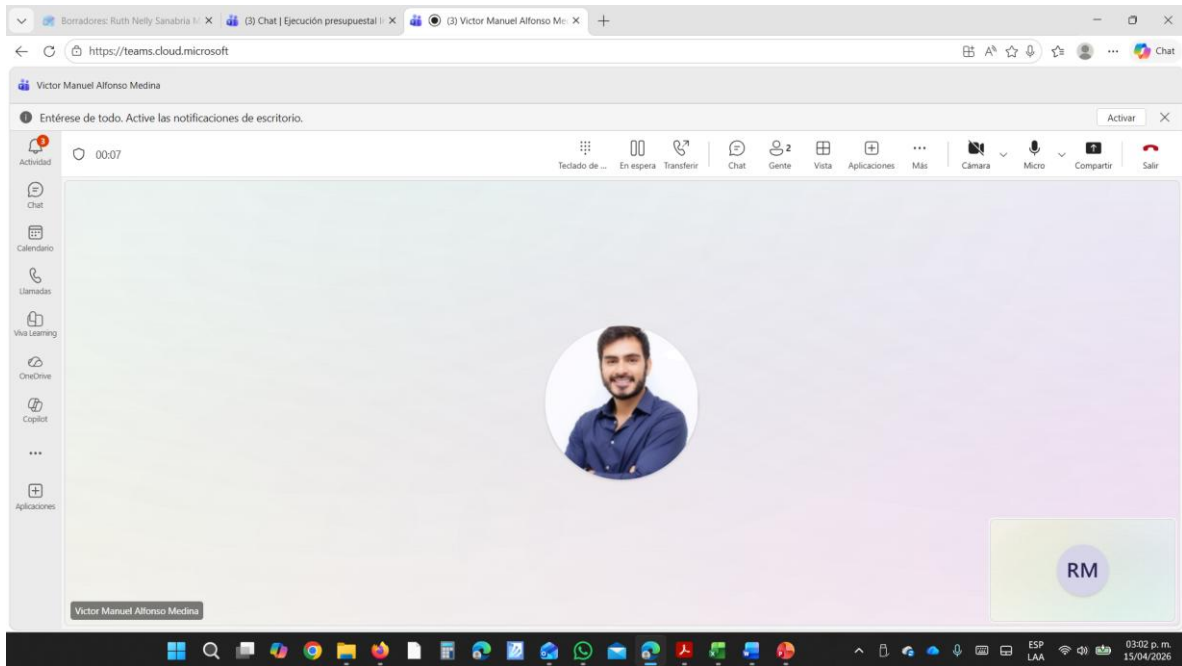 Borradores: Ruth Nelly Sanabria M
(3) Chat | Ejecución presupuestal I
(3) Victor Manuel Alfonso Me
https://teams.cloud.microsoft
Chat
Victor Manuel Alfonso Medina
Entérese de todo. Active las notificaciones de escritorio.
Activar
3
Actividad
00:07
Teclado de ...
En espera
Transferir
Chat
2
Gente
Vista
Aplicaciones
Más
Cámara
Micro
Compartir
Salir
Chat
Calendario
Llamadas
Viva Learning
OneDrive
Copilot
Aplicaciones
RM
Victor Manuel Alfonso Medina
ESP
LAA
03:02 p. m.
15/04/2026